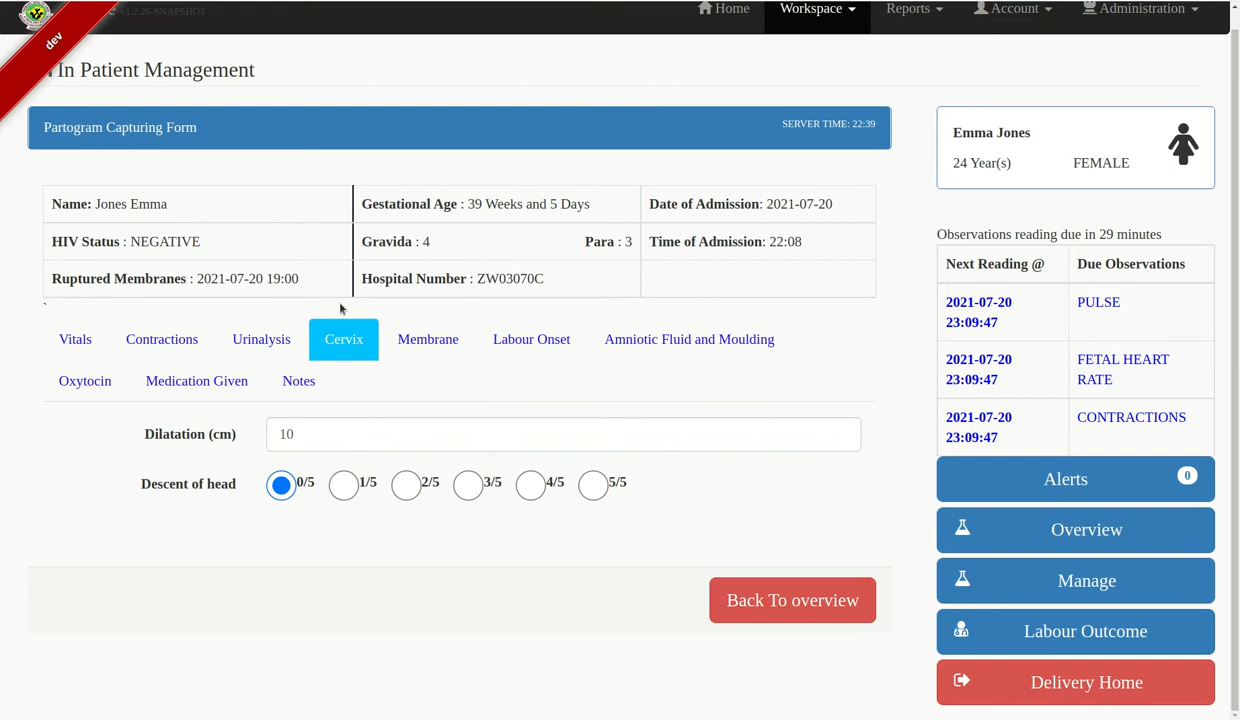 v1.2.26-SNAPSHOT
Home Workspace Reports Account Administration
dev
In Patient Management
Partogram Capturing Form SERVER TIME: 22:39
Name: Jones Emma Gestational Age : 39 Weeks and 5 Days Date of Admission: 2021-07-20
HIV Status : NEGATIVE Gravida : 4 Para : 3 Time of Admission: 22:08
Ruptured Membranes : 2021-07-20 19:00 Hospital Number : ZW03070C
`
Vitals Contractions Urinalysis Cervix Membrane Labour Onset Amniotic Fluid and Moulding
Oxytocin Medication Given Notes
Dilatation (cm) 10
Descent of head 0/5 1/5 2/5 3/5 4/5 5/5
Back To overview
Emma Jones
24 Year(s) FEMALE
Observations reading due in 29 minutes
Next Reading @ Due Observations
2021-07-20 PULSE
23:09:47
2021-07-20 FETAL HEART
23:09:47 RATE
2021-07-20 CONTRACTIONS
23:09:47
Alerts 0
Overview
Manage
Labour Outcome
Delivery Home